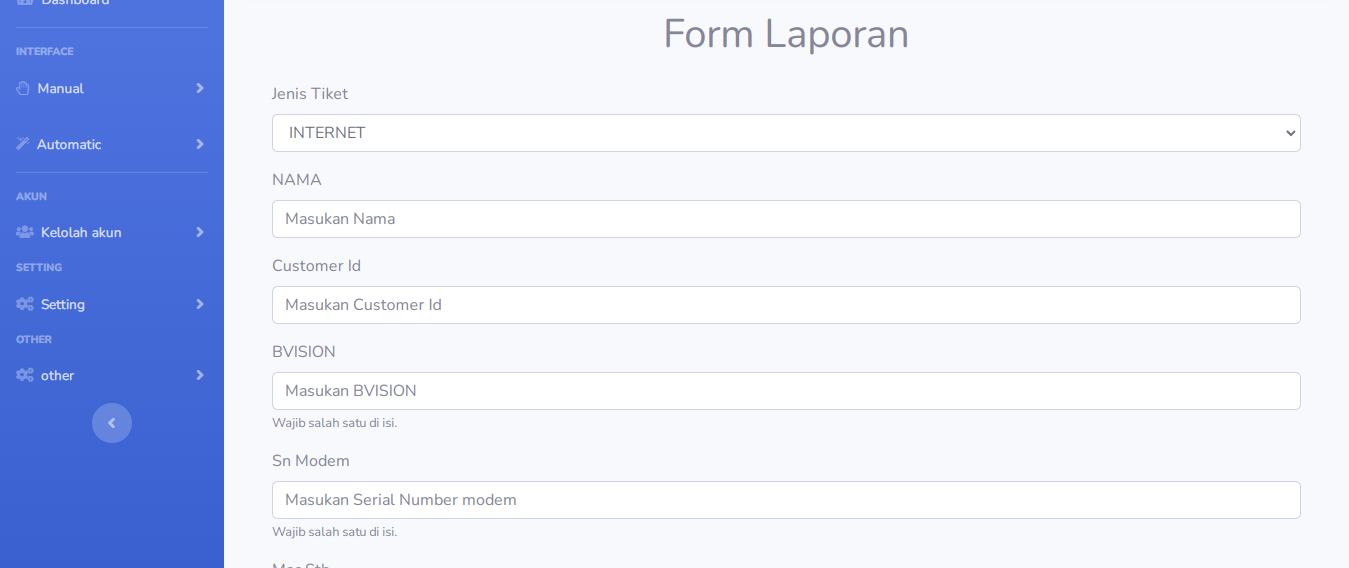 Dashboard
INTERFACE
Manual
Automatic
AKUN
Kelolah akun
SETTING
Setting
OTHER
other
Form Laporan
Jenis Tiket
INTERNET
NAMA
Masukan Nama
Customer Id
Masukan Customer Id
BVISION
Masukan BVISION
Wajib salah satu di isi.
Sn Modem
Masukan Serial Number modem
Wajib salah satu di isi.
Mac Stb